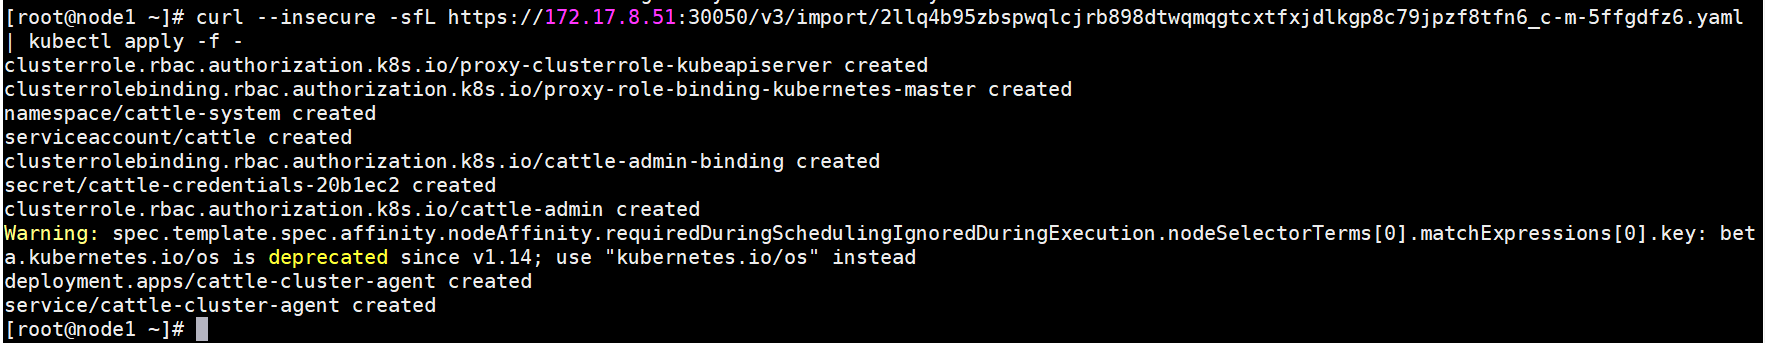 [root@node1 ~]# curl --insecure -sfL https://172.17.8.51:30050/v3/import/2llq4b95zbspwqlcjrb898dtwqmqgtcxtfxjdlkgp8c79jpzf8tfn6_c-m-5ffgdfz6.yaml
| kubectl apply -f -
clusterrole.rbac.authorization.k8s.io/proxy-clusterrole-kubeapiserver created
clusterrolebinding.rbac.authorization.k8s.io/proxy-role-binding-kubernetes-master created
namespace/cattle-system created
serviceaccount/cattle created
clusterrolebinding.rbac.authorization.k8s.io/cattle-admin-binding created
secret/cattle-credentials-20b1ec2 created
clusterrole.rbac.authorization.k8s.io/cattle-admin created
Warning: spec.template.spec.affinity.nodeAffinity.requiredDuringSchedulingIgnoredDuringExecution.nodeSelectorTerms[0].matchExpressions[0].key: bet
a.kubernetes.io/os is deprecated since v1.14; use "kubernetes.io/os" instead
deployment.apps/cattle-cluster-agent created
service/cattle-cluster-agent created
[root@node1 ~]#